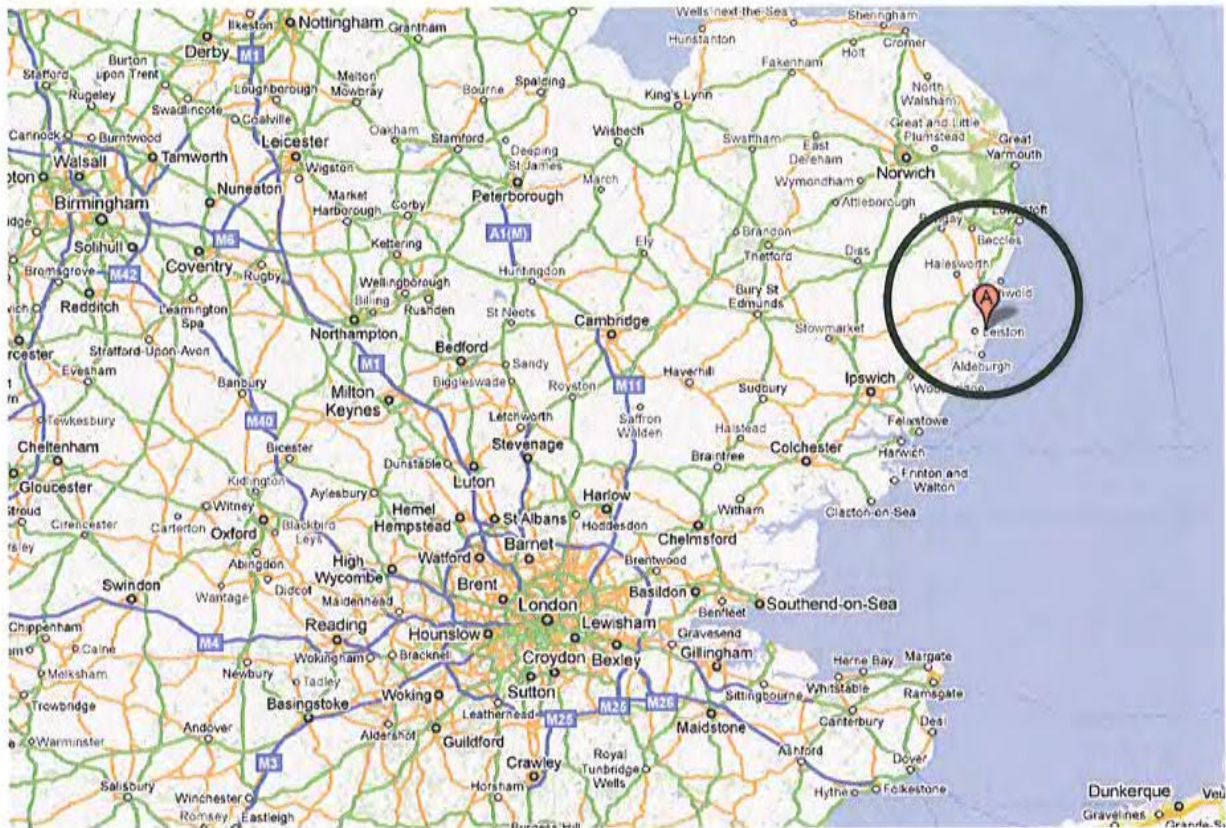 Wells next-the-Sea
Sheringham
Ilkeston
Nottingham
Grantham
Hunstanton
Cromer
Derby
Holt
M1
Fakenham
Burton
upon Trent
Melton
Mowbray
Spalding
North
Walsham
Stafford
Loughborough
Bourne
King's Lynn
Rugeley
Swadlincote
Coalville
Great and Little
Plumstead
Cannock
Burntwood
Leicester
Oakham
Stamford
Wisbech
Swaffham
East
Dereham
Great
Yarmouth
Walsall
Tamworth
Wigston
Deeping
St James
Norwich
Nuneaton
Market
Harborough
Corby
Peterborough
March
Wymondham
Attleborough
Birmingham
M6
A1(M)
Solihull
Kettering
Ely
Brandon
Thetford
Diss
Beccles
Coventry
Rugby
Halesworth
Bromsgrove
M42
Huntingdon
Redditch
Leamington
Spa
Wellingborough
Billing
Rushden
Bury St
Edmunds
A
Northampton
St Neots
Cambridge
Stowmarket
Leiston
Stratford-Upon-Avon
M1
Bedford
Sandy
Aldeburgh
Evesham
Banbury
Biggleswade
Royston
M11
Haverhill
Sudbury
Ipswich
Milton
Keynes
Tewkesbury
M40
Letchworth
Saffron
Walden
Halstead
Felixstowe
Cheltenham
Bicester
Stevenage
Colchester
Harwich
Dunstable
Braintree
Gloucester
Kidlington
Aylesbury
Luton
Harlow
Frinton and
Walton
Stroud
Cirencester
Carterton
Witney
Oxford
Blackbird
Leys
Hemel
Hempstead
St Albans
Hoddesdon
Witham
Clacton-on-Sea
Chelmsford
Abingdon
High
Wycombe
Watford
Barnet
Brentwood
Swindon
Wantage
Didcot
Brent
Basildon
Maidenhead
London
Benfleet
Southend-on-Sea
Chippenham
Reading
Hounslow
Lewisham
Gravesend
Calne
M4
Wokingham
Bracknell
Bexley
Gillingham
Melksham
Newbury
Croydon
Herne Bay
Margate
Tadley
Sutton
Sittingbourne
Whitstable
Ramsgate
Trowbridge
Basingstoke
Woking
Leatherhead
M25
M25
M26
Canterbury
Andover
Maidstone
Deal
Warminster
Aldershot
Guildford
Ashford
M3
Crawley
Royal
Tunbridge
Wells
Dover
Salisbury
Winchester
Horsham
Hythe
Folkestone
Dunkerque
Romsey
Eastleigh
Gravelines